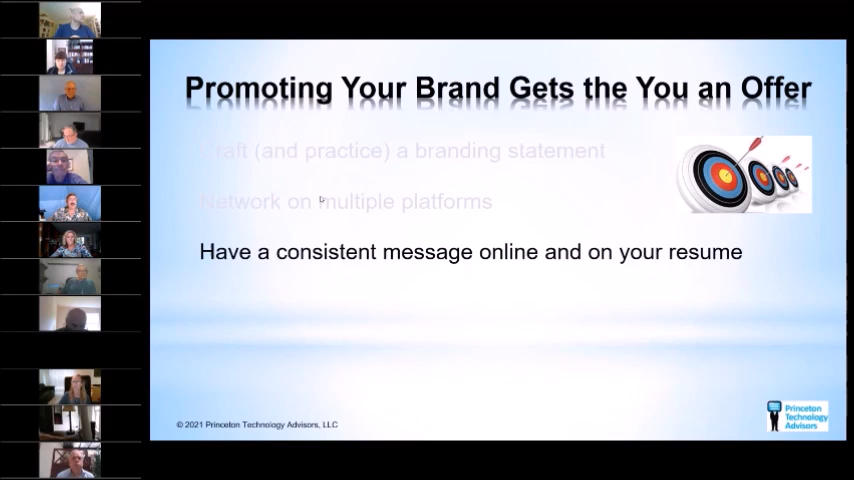 Promoting Your Brand Gets the You an Offer
Craft (and practice) a branding statement
Network on multiple platforms
Have a consistent message online and on your resume
© 2021 Princeton Technology Advisors, LLC
Princeton
Technology
Advisors